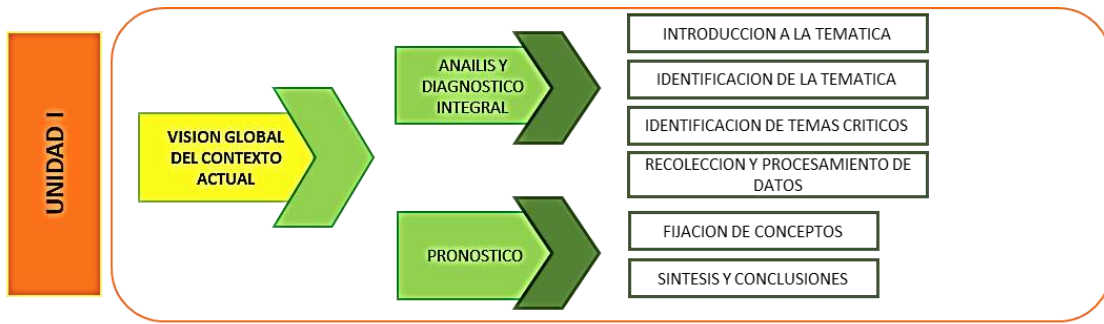 UNIDAD I
VISION GLOBAL
DEL CONTEXTO
ACTUAL
ANAILIS Y
DIAGNOSTICO
INTEGRAL
INTRODUCCION A LA TEMATICA
IDENTIFICACION DE LA TEMATICA
IDENTIFICACION DE TEMAS CRITICOS
RECOLECCION Y PROCESAMIENTO DE
DATOS
PRONOSTICO
FIJACION DE CONCEPTOS
SINTESIS Y CONCLUSIONES